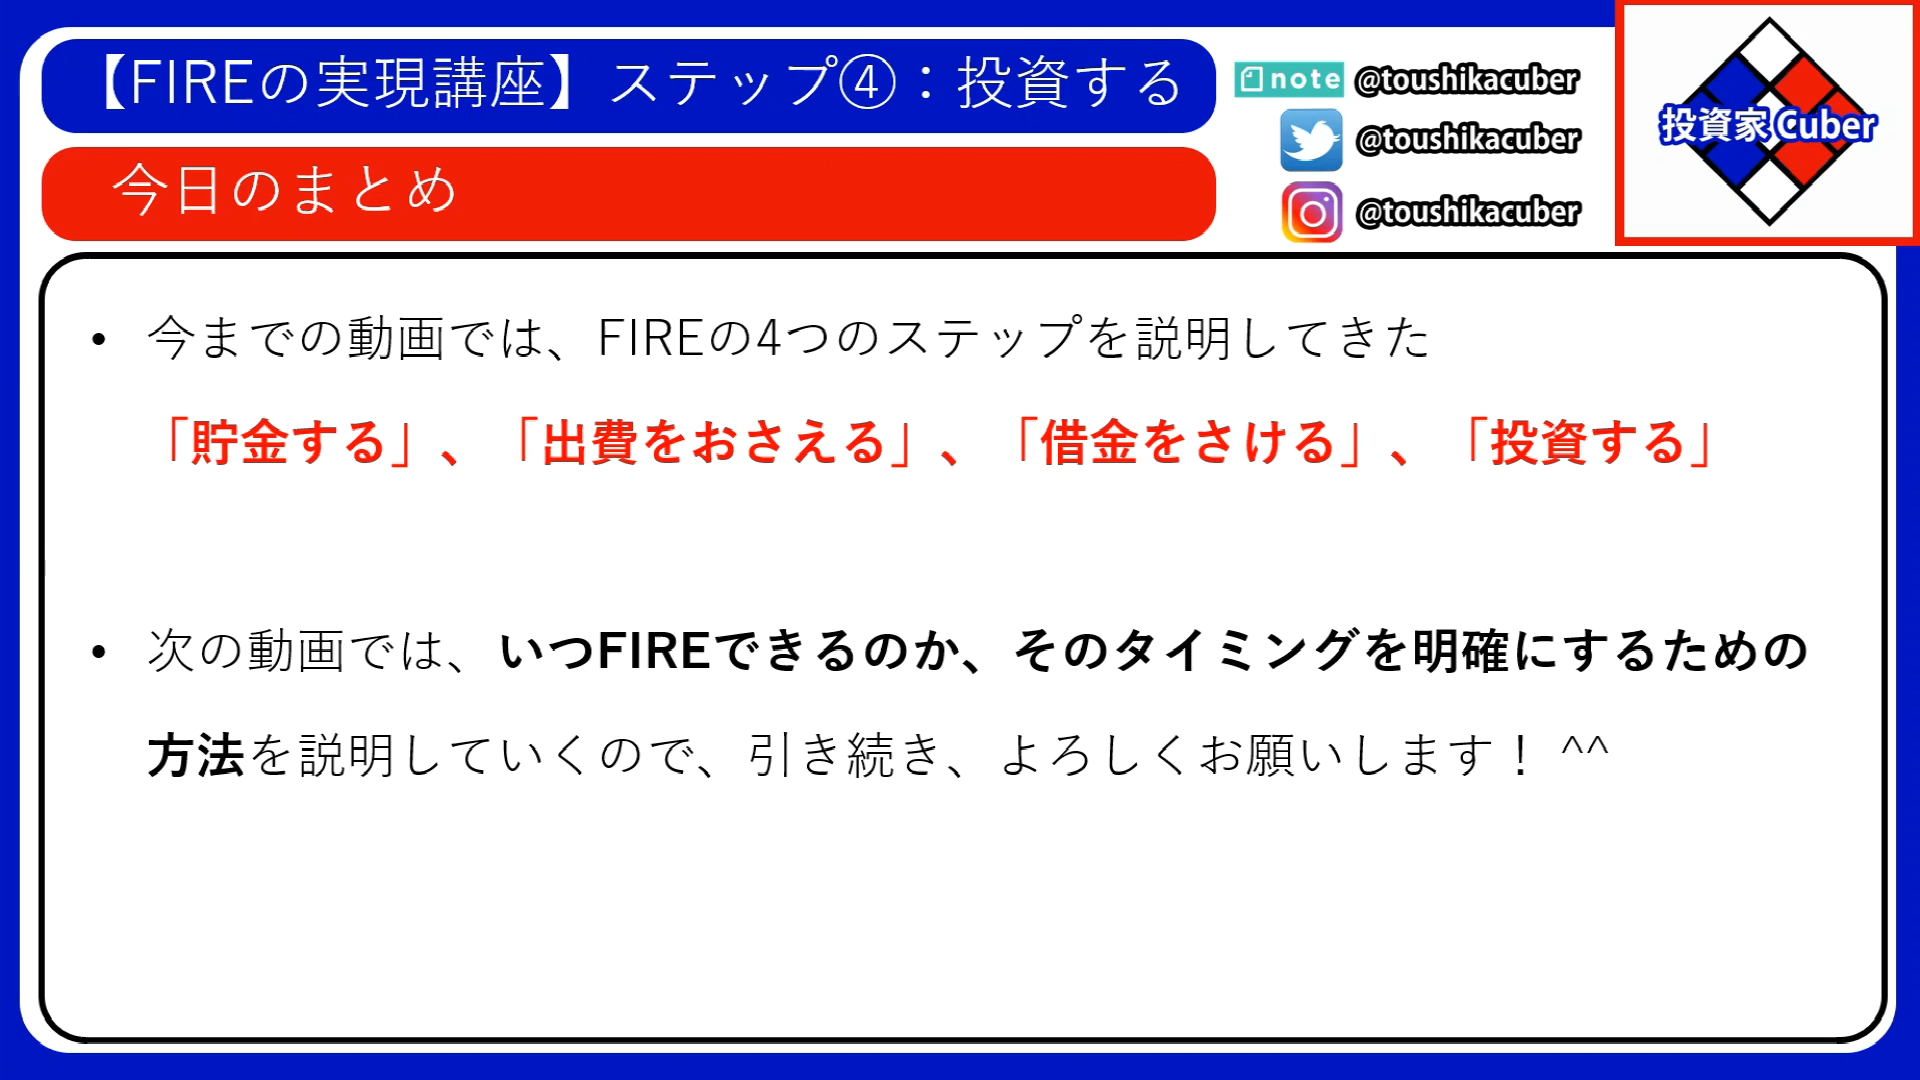 【FIREの実現講座】ステップ④：投資する
今日のまとめ
note @toushikacuber
@toushikacuber
@toushikacuber
投資家 Cuber
• 今までの動画では、FIREの4つのステップを説明してきた
「貯金する」、「出費をおさえる」、「借金をさける」、「投資する」
• 次の動画では、いつFIREできるのか、そのタイミングを明確にするための
方法を説明していくので、引き続き、よろしくお願いします！ ^^